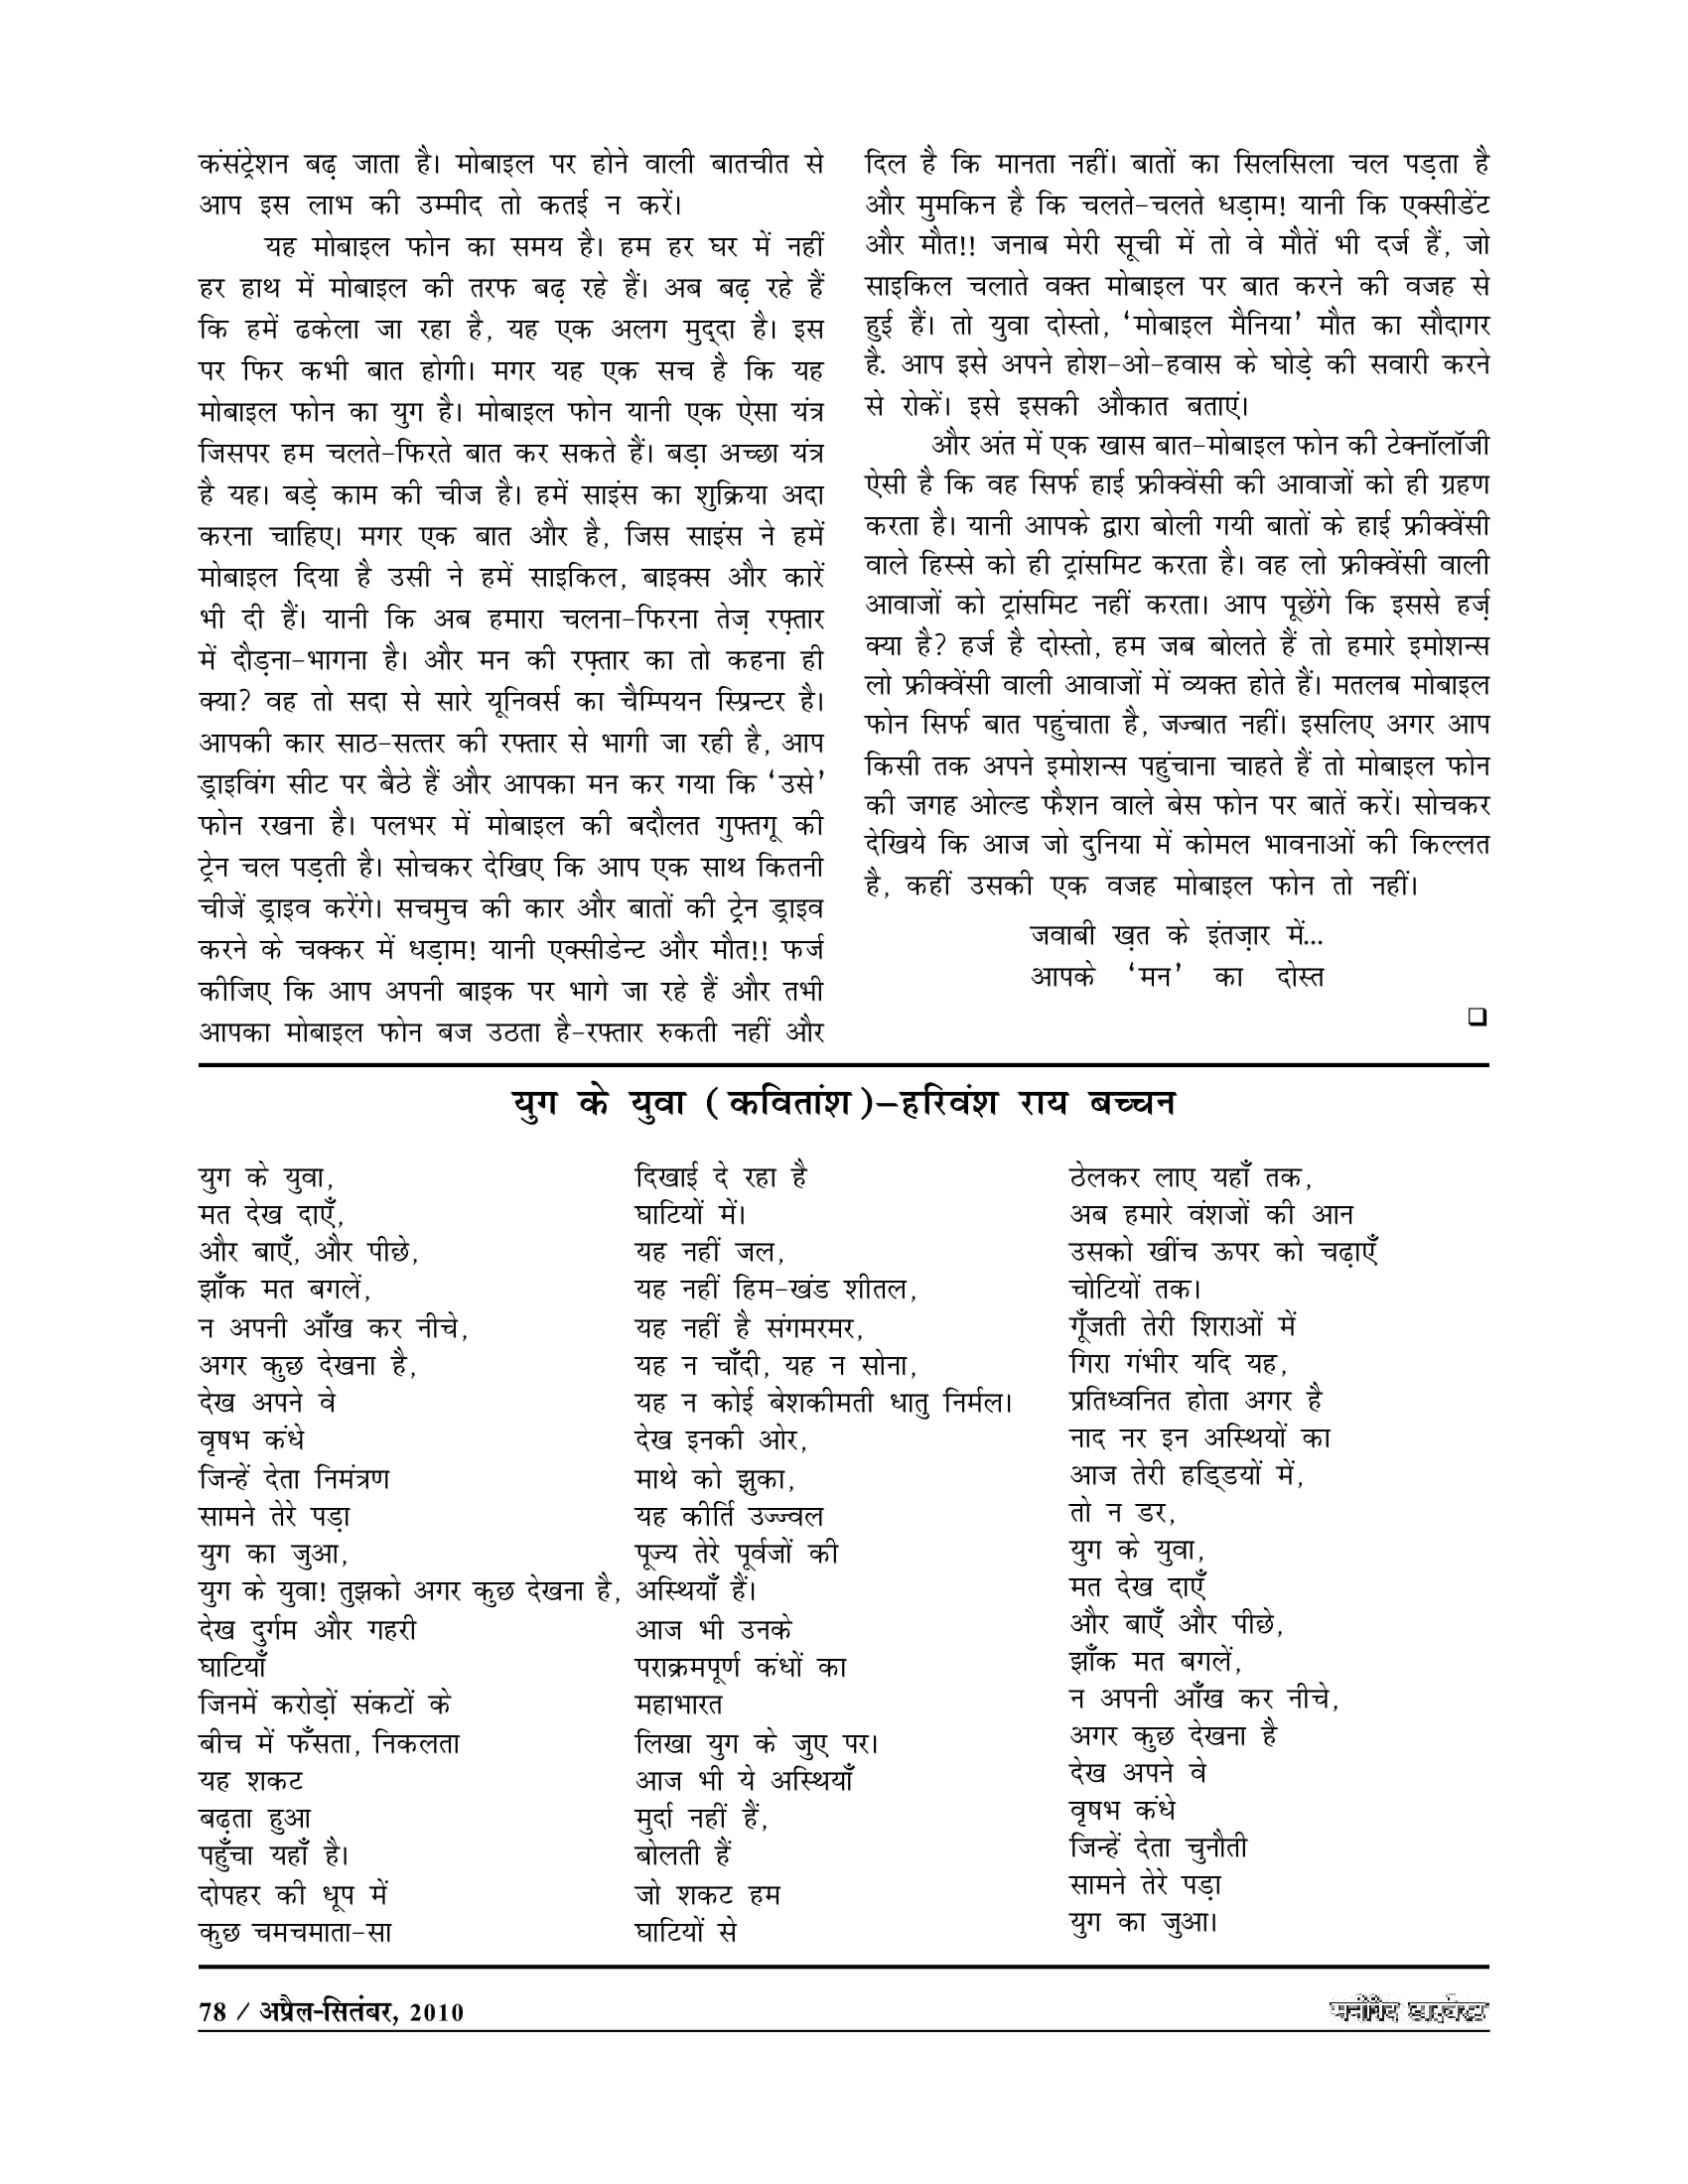 कंसंट्रेशन बढ़ जाता है। मोबाइल पर होने वाली बातचीत से
आप इस लाभ की उम्मीद तो कतई न करें।
यह मोबाइल फोन का समय है। हम हर घर में नहीं
हर हाथ में मोबाइल की तरफ बढ़ रहे हैं। अब बढ़ रहे हैं
कि हमें ढकेला जा रहा है, यह एक अलग मुद्दा है। इस
पर फिर कभी बात होगी। मगर यह एक सच है कि यह
मोबाइल फोन का युग है। मोबाइल फोन यानी एक ऐसा यंत्र
जिसपर हम चलते-फिरते बात कर सकते हैं। बड़ा अच्छा यंत्र
है यह। बड़े काम की चीज है। हमें साइंस का शुक्रिया अदा
करना चाहिए। मगर एक बात और है, जिस साइंस ने हमें
मोबाइल दिया है उसी ने हमें साइकिल, बाइक्स और कारें
भी दी हैं। यानी कि अब हमारा चलना-फिरना तेज़ रफ़्तार
में दौड़ना-भागना है। और मन की रफ़्तार का तो कहना ही
क्या? वह तो सदा से सारे यूनिवर्स का चैम्पियन स्प्रिन्टर है।
आपकी कार साठ-सत्तर की रफ्तार से भागी जा रही है, आप
ड्राइविंग सीट पर बैठे हैं और आपका मन कर गया कि ‘उसे’
फोन रखना है। पलभर में मोबाइल की बदौलत गुफ्तगू की
ट्रेन चल पड़ती है। सोचकर देखिए कि आप एक साथ कितनी
चीजें ड्राइव करेंगे। सचमुच की कार और बातों की ट्रेन ड्राइव
करने के चक्कर में धड़ाम! यानी एक्सीडेन्ट और मौत!! फर्ज
कीजिए कि आप अपनी बाइक पर भागे जा रहे हैं और तभी
आपका मोबाइल फोन बज उठता है-रफ्तार रुकती नहीं और
दिल है कि मानता नहीं। बातों का सिलसिला चल पड़ता है
और मुमकिन है कि चलते-चलते धड़ाम! यानी कि एक्सीडेंट
और मौत!! जनाब मेरी सूची में तो वे मौतें भी दर्ज हैं, जो
साइकिल चलाते वक्त मोबाइल पर बात करने की वजह से
हुई हैं। तो युवा दोस्तो, ‘मोबाइल मैनिया’ मौत का सौदागर
है. आप इसे अपने होश-ओ-हवास के घोड़े की सवारी करने
से रोकें। इसे इसकी औकात बताएं।
और अंत में एक खास बात-मोबाइल फोन की टेक्नॉलॉजी
ऐसी है कि वह सिर्फ हाई फ्रीक्वेंसी की आवाजों को ही ग्रहण
करता है। यानी आपके द्वारा बोली गयी बातों के हाई फ्रीक्वेंसी
वाले हिस्से को ही ट्रांसमिट करता है। वह लो फ्रीक्वेंसी वाली
आवाजों को ट्रांसमिट नहीं करता। आप पूछेंगे कि इससे हर्ज़
क्या है? हर्ज है दोस्तो, हम जब बोलते हैं तो हमारे इमोशन्स
लो फ्रीक्वेंसी वाली आवाजों में व्यक्त होते हैं। मतलब मोबाइल
फोन सिर्फ बात पहुंचाता है, जज्बात नहीं। इसलिए अगर आप
किसी तक अपने इमोशन्स पहुंचाना चाहते हैं तो मोबाइल फोन
की जगह ओल्ड फैशन वाले बेस फोन पर बातें करें। सोचकर
देखिये कि आज जो दुनिया में कोमल भावनाओं की किल्लत
है, कहीं उसकी एक वजह मोबाइल फोन तो नहीं।
जवाबी ख़त के इंतज़ार में...
आपके ‘मन’ का दोस्त
❑
युग के युवा (कवितांश)–हरिवंश राय बच्चन
युग के युवा,
मत देख दाएँ,
और बाएँ, और पीछे,
झाँक मत बगलें,
न अपनी आँख कर नीचे,
अगर कुछ देखना है,
देख अपने वे
वृषभ कंधे
जिन्हें देता निमंत्रण
सामने तेरे पड़ा
युग का जुआ,
युग के युवा! तुझको अगर कुछ देखना है,
देख दुर्गम और गहरी
घाटियाँ
जिनमें करोड़ों संकटों के
बीच में फँसता, निकलता
यह शकट
बढ़ता हुआ
पहुँचा यहाँ है।
दोपहर की धूप में
कुछ चमचमाता-सा
दिखाई दे रहा है
घाटियों में।
यह नहीं जल,
यह नहीं हिम-खंड शीतल,
यह नहीं है संगमरमर,
यह न चाँदी, यह न सोना,
यह न कोई बेशकीमती धातु निर्मल।
देख इनकी ओर,
माथे को झुका,
यह कीर्ति उज्ज्वल
पूज्य तेरे पूर्वजों की
अस्थियाँ हैं।
आज भी उनके
पराक्रमपूर्ण कंधों का
महाभारत
लिखा युग के जुए पर।
आज भी ये अस्थियाँ
मुर्दा नहीं हैं,
बोलती हैं
जो शकट हम
घाटियों से
ठेलकर लाए यहाँ तक,
अब हमारे वंशजों की आन
उसको खींच ऊपर को चढ़ाएँ
चोटियों तक।
गूँजती तेरी शिराओं में
गिरा गंभीर यदि यह,
प्रतिध्वनित होता अगर है
नाद नर इन अस्थियों का
आज तेरी हड्डियों में,
तो न डर,
युग के युवा,
मत देख दाएँ
और बाएँ और पीछे,
झाँक मत बगलें,
न अपनी आँख कर नीचे,
अगर कुछ देखना है
देख अपने वे
वृषभ कंधे
जिन्हें देता चुनौती
सामने तेरे पड़ा
युग का जुआ।
78 / अप्रैल-सितंबर, 2010